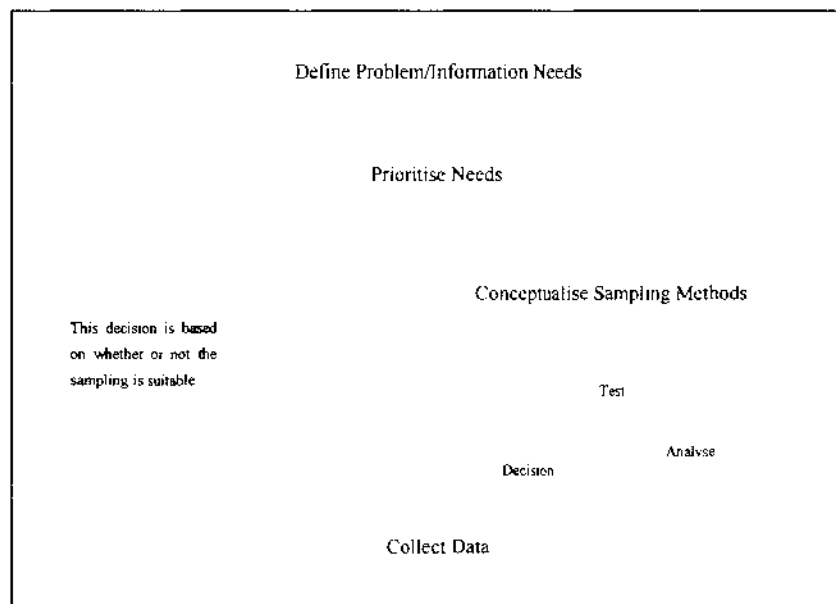 Define Problem/Information Needs
Prioritise Needs
Conceptualise Sampling Methods
This decision is based
on whether or not the
sampling is suitable
Test
Analyse
Decision
Collect Data